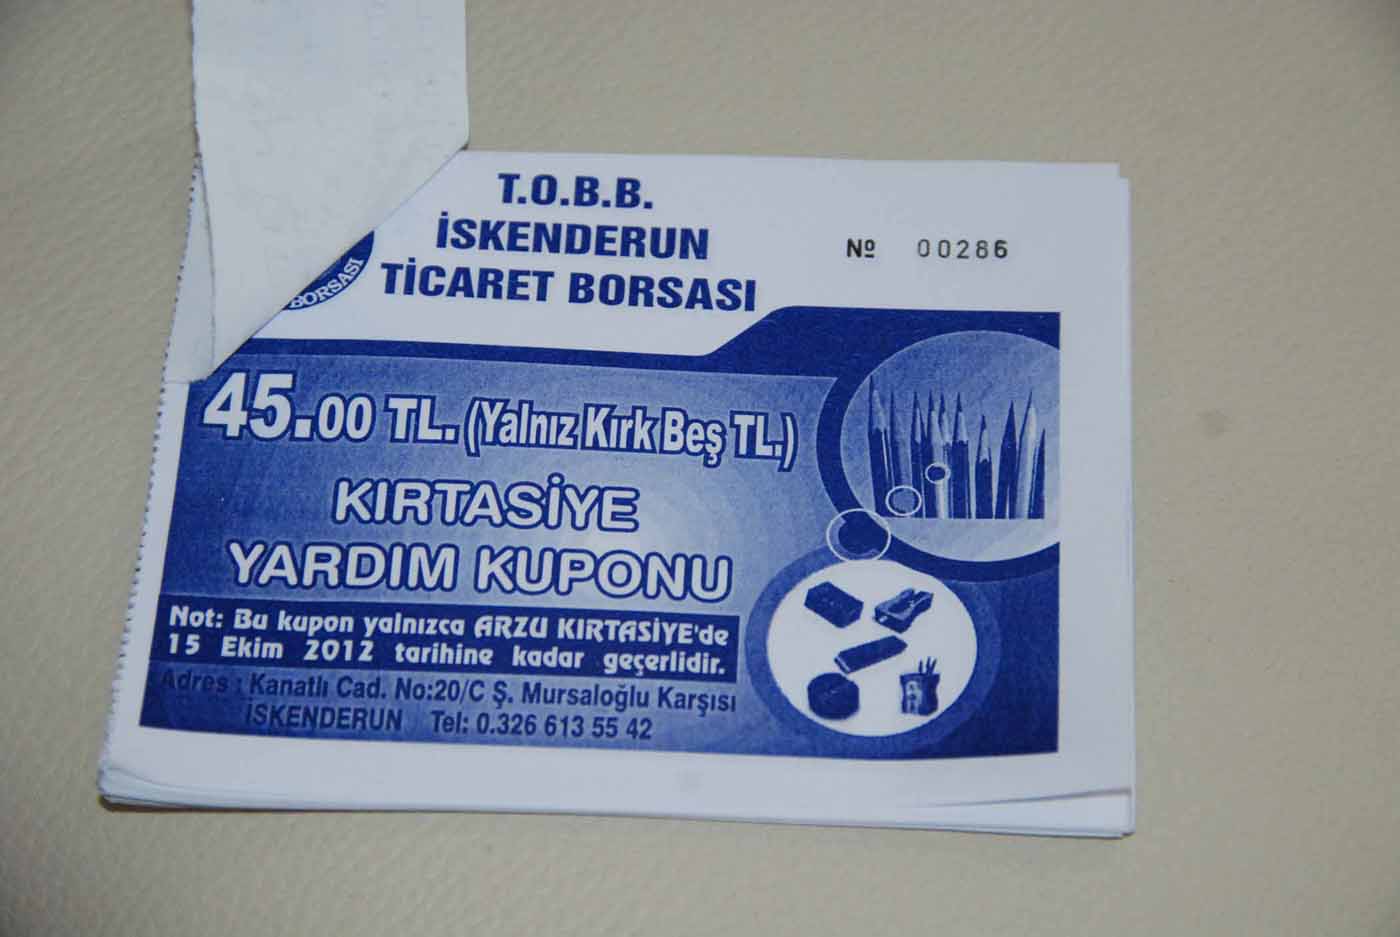 T.O.B.B.
İSKENDERUN
TİCARET BORSASI
Nº 00286
BORSASI
45.00 TL. (Yalnız Kırk Beş TL.)
KIRTASİYE
YARDIM KUPONU
Not: Bu kupon yalnızca ARZU KIRTASİYE'de
15 Ekim 2012 tarihine kadar geçerlidir.
Adres : Kanatlı Cad. No:20/C Ş. Mursaloğlu Karşısı
İSKENDERUN Tel: 0.326 613 55 42